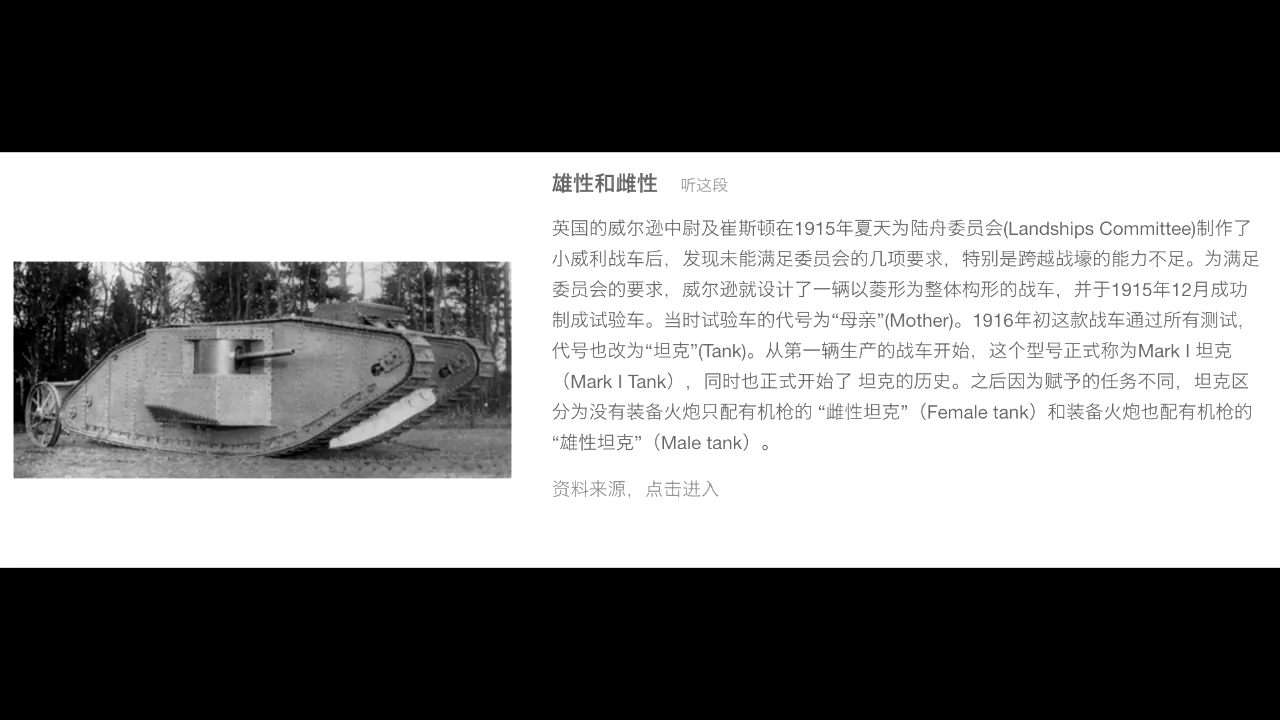 雄性和雌性 听这段
英国的威尔逊中尉及崔斯顿在1915年夏天为陆舟委员会(Landships Committee)制作了
小威利战车后，发现未能满足委员会的几项要求，特别是跨越战壕的能力不足。为满足
委员会的要求，威尔逊就设计了一辆以菱形为整体构形的战车，并于1915年12月成功
制成试验车。当时试验车的代号为“母亲”(Mother)。1916年初这款战车通过所有测试，
代号也改为“坦克”(Tank)。从第一辆生产的战车开始，这个型号正式称为Mark I 坦克
（Mark I Tank），同时也正式开始了 坦克的历史。之后因为赋予的任务不同，坦克区
分为没有装备火炮只配有机枪的 “雌性坦克”（Female tank）和装备火炮也配有机枪的
“雄性坦克”（Male tank）。
资料来源，点击进入